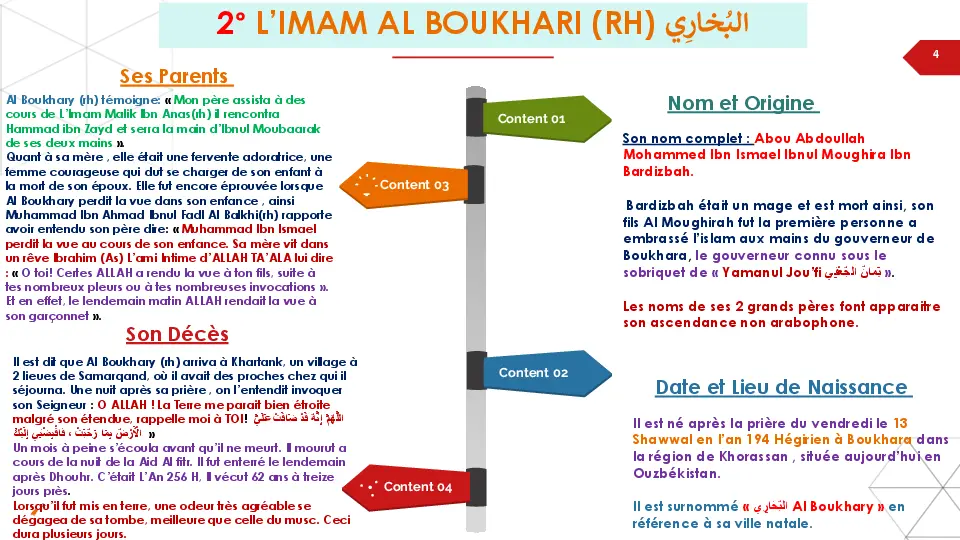 2° L’IMAM AL BOUKHARI (RH) البُخارِي
4
Ses Parents
Al Boukhary (rh) témoigne: « Mon père assista à des
cours de L’Imam Malik Ibn Anas(rh) il rencontra
Hammad ibn Zayd et serra la main d’Ibnul Moubaarak
de ses deux mains ».
Quant à sa mère , elle était une fervente adoratrice, une
femme courageuse qui dut se charger de son enfant à
la mort de son époux. Elle fut encore éprouvée lorsque
Al Boukhary perdit la vue dans son enfance , ainsi
Muhammad Ibn Ahmad Ibnul Fadl Al Balkhi(rh) rapporte
avoir entendu son père dire: « Muhammad Ibn Ismael
perdit la vue au cours de son enfance. Sa mère vit dans
un rêve Ibrahim (As) L’ami Intime d’ALLAH TA’ALA lui dire
: « O toi! Certes ALLAH a rendu la vue à ton fils, suite à
tes nombreux pleurs ou à tes nombreuses invocations ».
Et en effet, le lendemain matin ALLAH rendait la vue à
son garçonnet ».
Son Décès
Il est dit que Al Boukhary (rh) arriva à Khartank, un village à
2 lieues de Samarqand, où il avait des proches chez qui il
séjourna. Une nuit après sa prière , on l’entendit invoquer
son Seigneur : O ALLAH ! La Terre me parait bien étroite
malgré son étendue, rappelle moi à TOI! اللَّهُمَّ إِنَّهُ قَدْ ضَاقَتْ عَلَيَّ
الْأَرْضُ بِمَا رَحُبَتْ ، فَاقْبِضْنِي إِلَيْكَ »
Un mois à peine s’écoula avant qu’il ne meurt. Il mourut a
cours de la nuit de la Aid Al fitr. Il fut enterré le lendemain
après Dhouhr. C’était L’An 256 H, Il vécut 62 ans à treize
jours près.
Lorsqu’il fut mis en terre, une odeur très agréable se
dégagea de sa tombe, meilleure que celle du musc. Ceci
dura plusieurs jours.
Content 01
Content 03
Content 02
Content 04
Nom et Origine
Son nom complet : Abou Abdoullah
Mohammed Ibn Ismael Ibnul Moughira Ibn
Bardizbah.
Bardizbah était un mage et est mort ainsi, son
fils Al Moughirah fut la première personne a
embrassé l’islam aux mains du gouverneur de
Boukhara, le gouverneur connu sous le
sobriquet de « Yamanul Jou’fi يَمانُ الجُعْفِي ».
Les noms de ses 2 grands pères font apparaitre
son ascendance non arabophone.
Date et Lieu de Naissance
Il est né après la prière du vendredi le 13
Shawwal en l’an 194 Hégirien à Boukhara dans
la région de Khorassan , située aujourd’hui en
Ouzbékistan.
Il est surnommé « البُخارِي Al Boukhary » en
référence à sa ville natale.